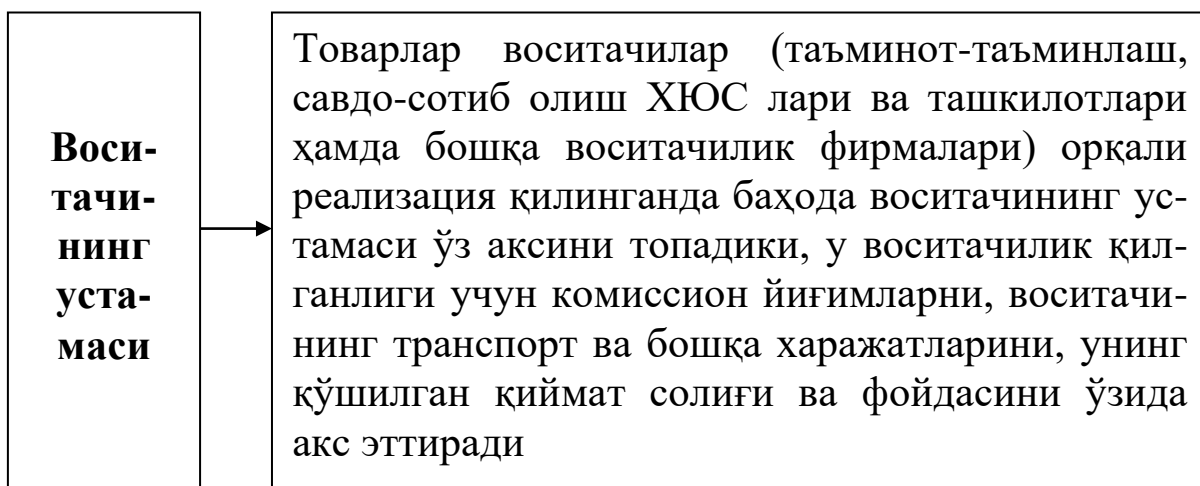 Воси-
тачи-
нинг
уста-
маси
Товарлар воситачилар (таъминот-таъминлаш,
савдо-сотиб олиш ХЮС лари ва ташкилотлари
ҳамда бошқа воситачилик фирмалари) орқали
реализация қилинганда баҳода воситачининг ус-
тамаси ўз аксини топадики, у воситачилик қил-
ганлиги учун комиссион йиғимларни, воситачи-
нинг транспорт ва бошқа харажатларини, унинг
қўшилган қиймат солиғи ва фойдасини ўзида
акс эттиради